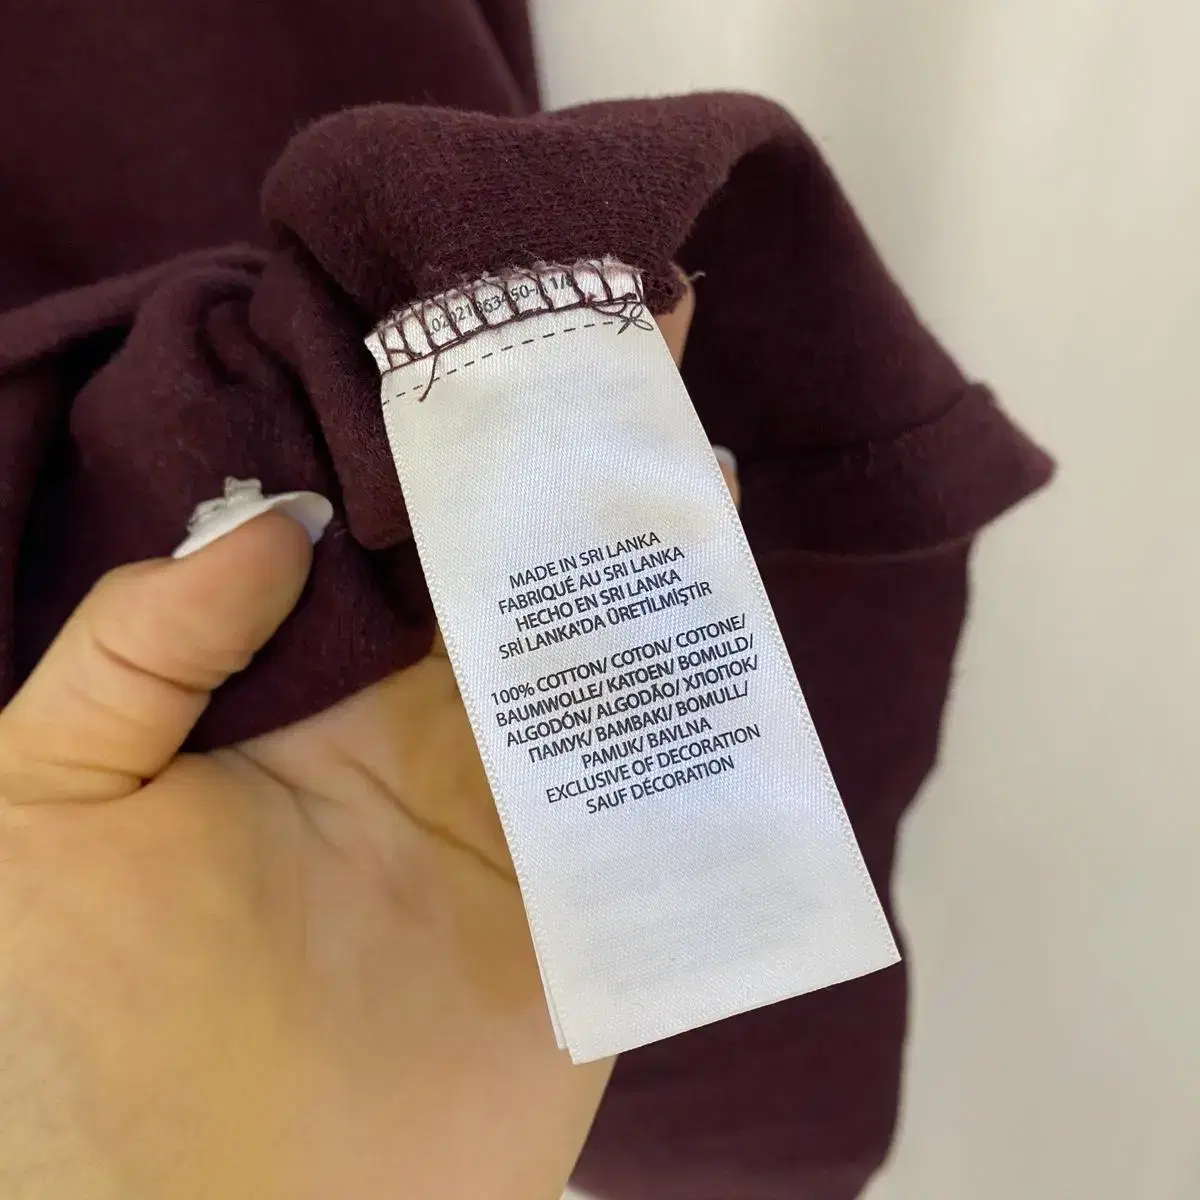 MADE IN SRI LANKA
FABRIQUÉ AU SRI LANKA
HECHO EN SRI LANKA
SRİ LANKA'DA ÜRETİLMİŞTİR
100% COTTON/ COTON/ COTONE/
BAUMWOLLE/ KATOEN/ BOMULD/
ALGODÓN/ ALGODÃO/ ХЛОПОК/
ПАМУК/ ΒΑΜΒΑΚΙ/ BOMULL/
PAMUK/ BAVLNA
EXCLUSIVE OF DECORATION
SAUF DÉCORATION